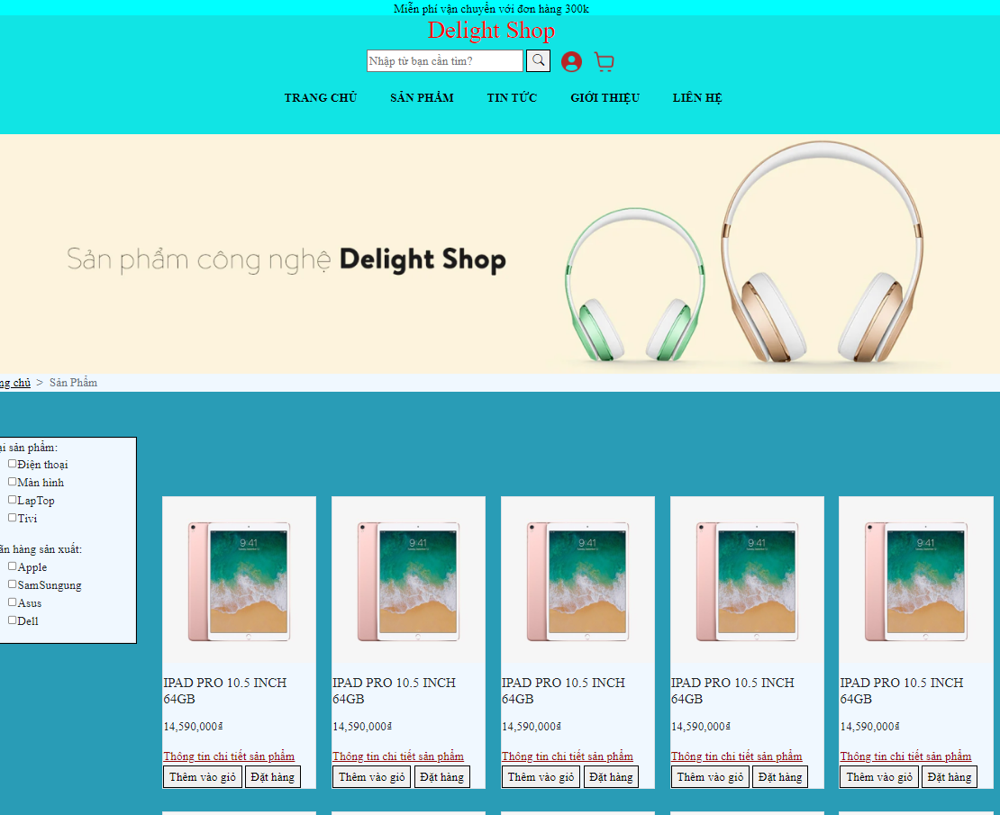 Miễn phí vận chuyển với đơn hàng 300k
Delight Shop
Nhập từ bạn cần tìm?
TRANG CHỦ SẢN PHẨM TIN TỨC GIỚI THIỆU LIÊN HỆ
Sản phẩm công nghệ Delight Shop
ng chủ > Sản Phẩm
ại sản phẩm:
Điện thoại
Màn hình
LapTop
Tivi
ãn hàng sản xuất:
Apple
SamSungung
Asus
Dell
9:41 9:41 9:41 9:41 9:41
IPAD PRO 10.5 INCH 64GB
14,590,000₫
Thông tin chi tiết sản phẩm
Thêm vào giỏ Đặt hàng
IPAD PRO 10.5 INCH 64GB
14,590,000₫
Thông tin chi tiết sản phẩm
Thêm vào giỏ Đặt hàng
IPAD PRO 10.5 INCH 64GB
14,590,000₫
Thông tin chi tiết sản phẩm
Thêm vào giỏ Đặt hàng
IPAD PRO 10.5 INCH 64GB
14,590,000₫
Thông tin chi tiết sản phẩm
Thêm vào giỏ Đặt hàng
IPAD PRO 10.5 INCH 64GB
14,590,000₫
Thông tin chi tiết sản phẩm
Thêm vào giỏ Đặt hàng